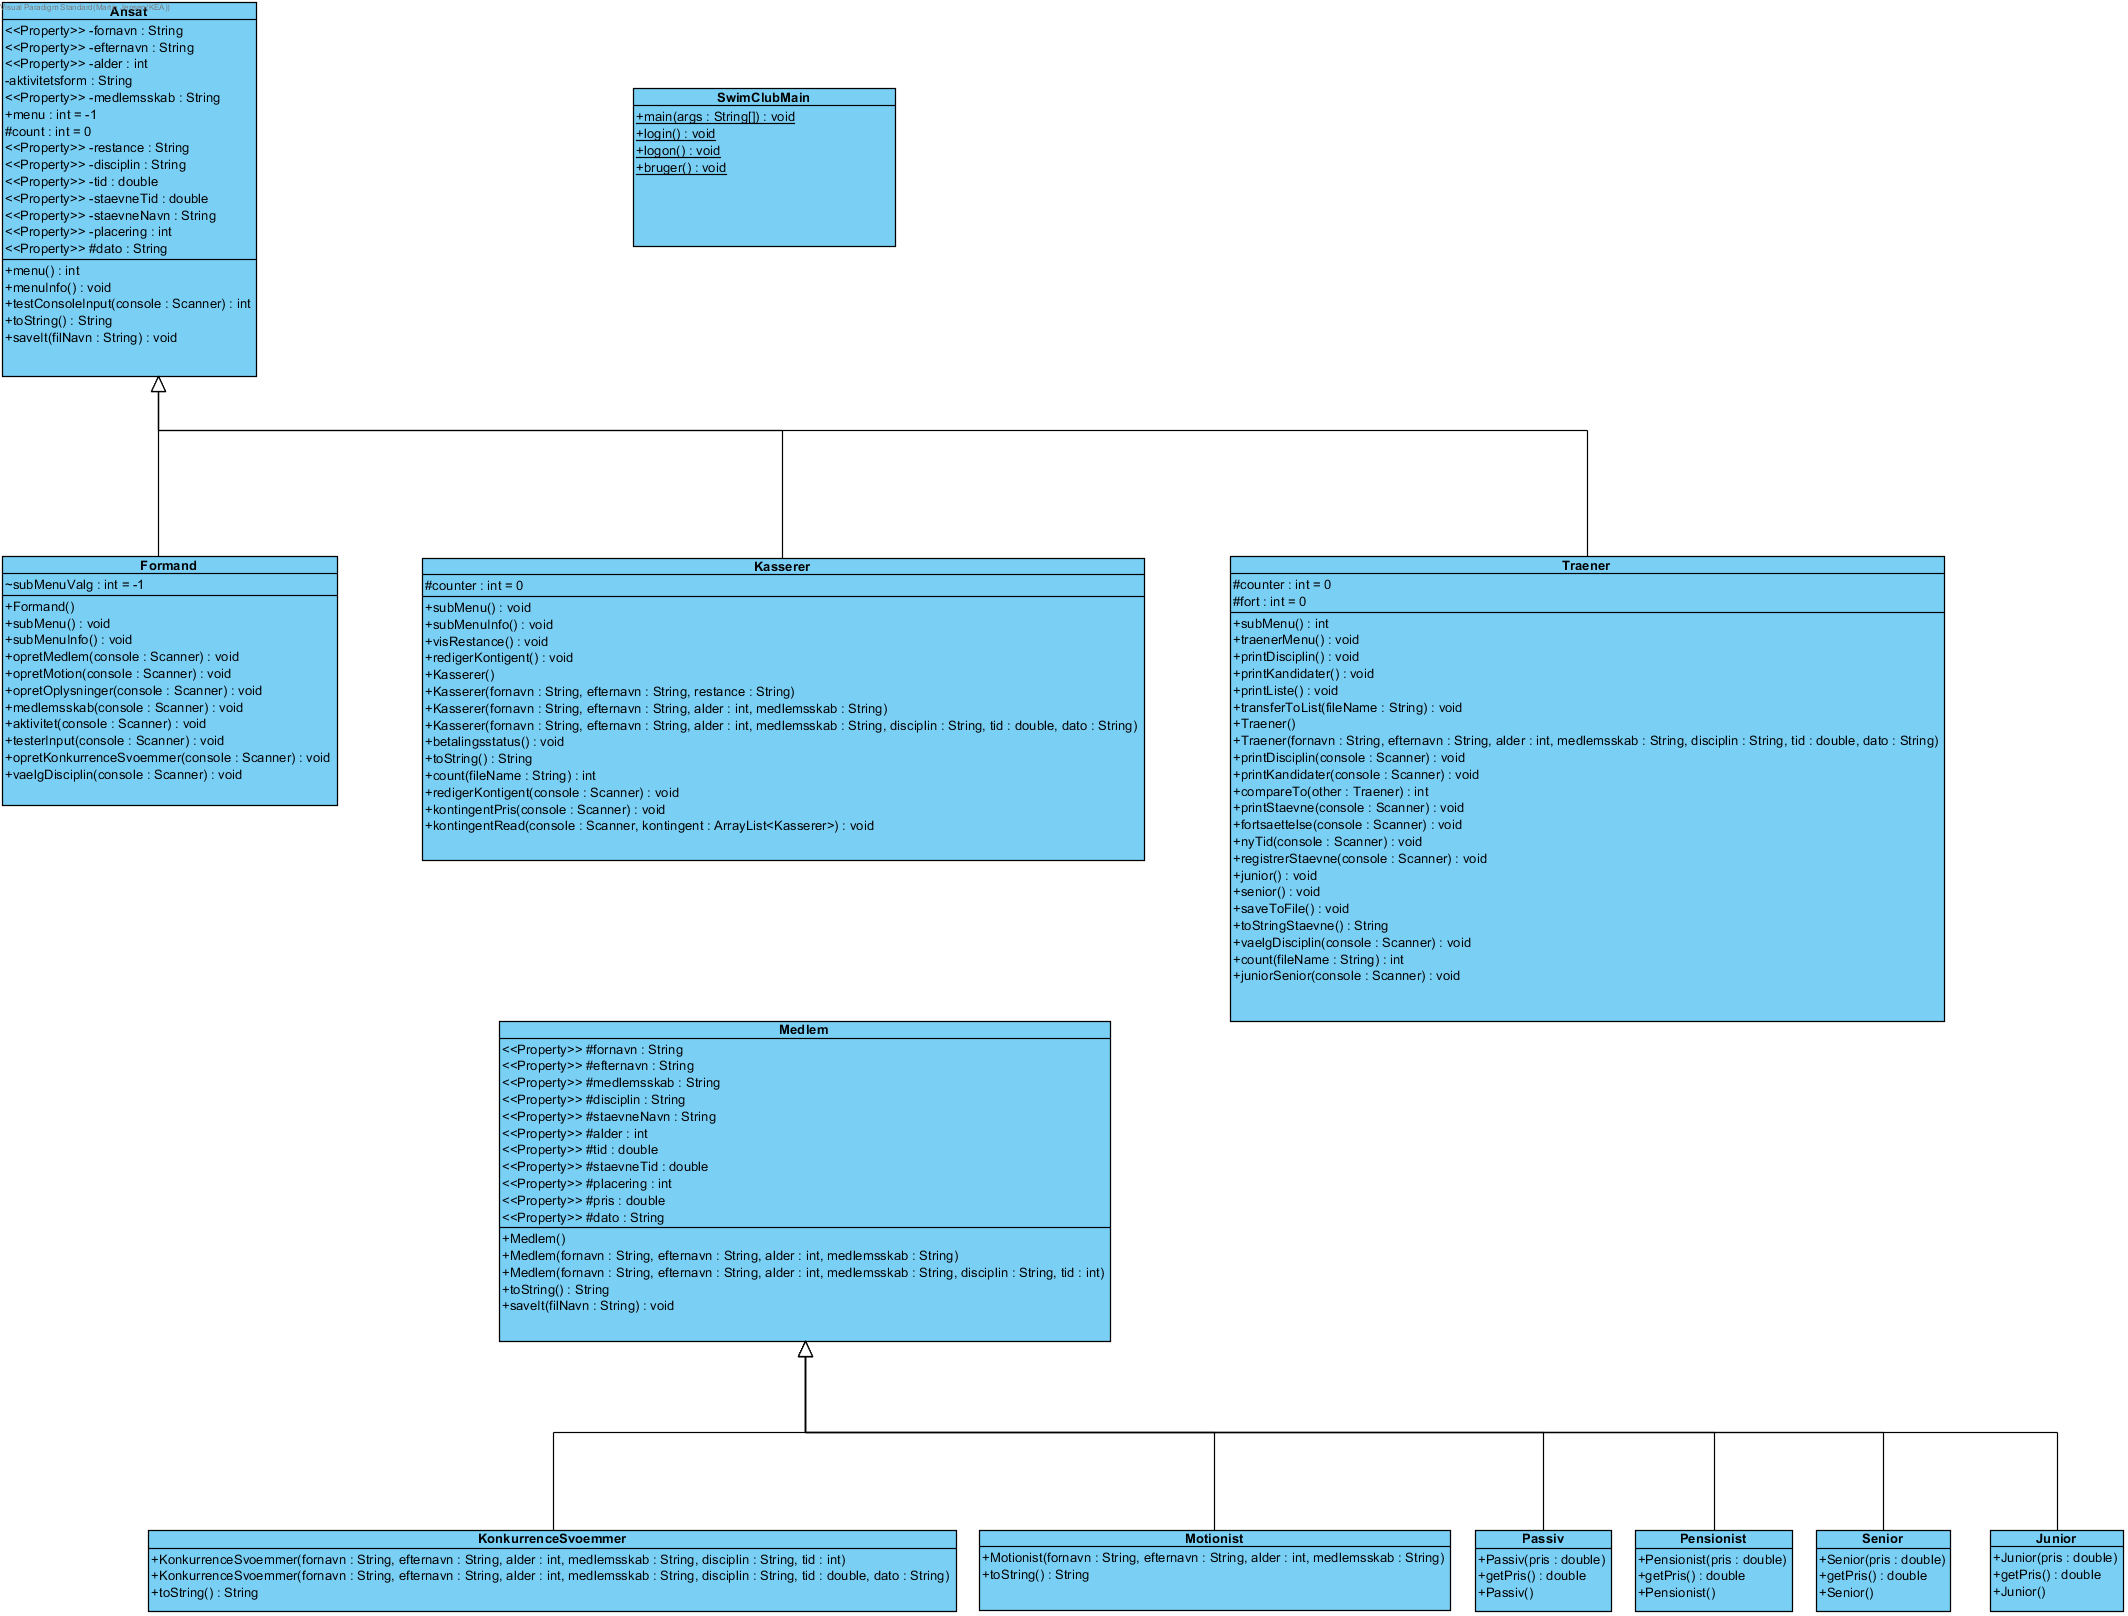 Visual Paradigm Standard(Mart
Ansat
<<Property>> -fornavn : String
<<Property>> -efternavn : String
<<Property>> -alder : int
-aktivitetsform : String
<<Property>> -medlemsskab : String
+menu : int = -1
#count : int = 0
<<Property>> -restance : String
<<Property>> -disciplin : String
<<Property>> -tid : double
<<Property>> -staevneTid : double
<<Property>> -staevneNavn : String
<<Property>> -placering : int
<<Property>> #dato : String
+menu() : int
+menuInfo() : void
+testConsoleInput(console : Scanner) : int
+toString() : String
+saveIt(filNavn : String) : void
SwimClubMain
+main(args : String[]) : void
+login() : void
+logon() : void
+bruger() : void
Formand
~subMenuValg : int = -1
+Formand()
+subMenu() : void
+subMenuInfo() : void
+opretMedlem(console : Scanner) : void
+opretMotion(console : Scanner) : void
+opretOplysninger(console : Scanner) : void
+medlemsskab(console : Scanner) : void
+aktivitet(console : Scanner) : void
+testerInput(console : Scanner) : void
+opretKonkurrenceSvoemmer(console : Scanner) : void
+vaelgDisciplin(console : Scanner) : void
Kasserer
#counter : int = 0
+subMenu() : void
+subMenuInfo() : void
+visRestance() : void
+redigerKontigent() : void
+Kasserer()
+Kasserer(fornavn : String, efternavn : String, restance : String)
+Kasserer(fornavn : String, efternavn : String, alder : int, medlemsskab : String)
+Kasserer(fornavn : String, efternavn : String, alder : int, medlemsskab : String, disciplin : String, tid : double, dato : String)
+betalingsstatus() : void
+toString() : String
+count(fileName : String) : int
+redigerKontigent(console : Scanner) : void
+kontingentPris(console : Scanner) : void
+kontingentRead(console : Scanner, kontingent : ArrayList<Kasserer>) : void
Traener
#counter : int = 0
#fort : int = 0
+subMenu() : int
+traenerMenu() : void
+printDisciplin() : void
+printKandidater() : void
+printListe() : void
+transferToList(fileName : String) : void
+Traener()
+Traener(fornavn : String, efternavn : String, alder : int, medlemsskab : String, disciplin : String, tid : double, dato : String)
+printDisciplin(console : Scanner) : void
+printKandidater(console : Scanner) : void
+compareTo(other : Traener) : int
+printStaevne(console : Scanner) : void
+fortsaettelse(console : Scanner) : void
+nyTid(console : Scanner) : void
+registrerStaevne(console : Scanner) : void
+junior() : void
+senior() : void
+saveToFile() : void
+toStringStaevne() : String
+vaelgDisciplin(console : Scanner) : void
+count(fileName : String) : int
+juniorSenior(console : Scanner) : void
Medlem
<<Property>> #fornavn : String
<<Property>> #efternavn : String
<<Property>> #medlemsskab : String
<<Property>> #disciplin : String
<<Property>> #staevneNavn : String
<<Property>> #alder : int
<<Property>> #tid : double
<<Property>> #staevneTid : double
<<Property>> #placering : int
<<Property>> #pris : double
<<Property>> #dato : String
+Medlem()
+Medlem(fornavn : String, efternavn : String, alder : int, medlemsskab : String)
+Medlem(fornavn : String, efternavn : String, alder : int, medlemsskab : String, disciplin : String, tid : int)
+toString() : String
+saveIt(filNavn : String) : void
KonkurrenceSvoemmer
+KonkurrenceSvoemmer(fornavn : String, efternavn : String, alder : int, medlemsskab : String, disciplin : String, tid : int)
+KonkurrenceSvoemmer(fornavn : String, efternavn : String, alder : int, medlemsskab : String, disciplin : String, tid : double, dato : String)
+toString() : String
Motionist
+Motionist(fornavn : String, efternavn : String, alder : int, medlemsskab : String)
+toString() : String
Passiv
+Passiv(pris : double)
+getPris() : double
+Passiv()
Pensionist
+Pensionist(pris : double)
+getPris() : double
+Pensionist()
Senior
+Senior(pris : double)
+getPris() : double
+Senior()
Junior
+Junior(pris : double)
+getPris() : double
+Junior()